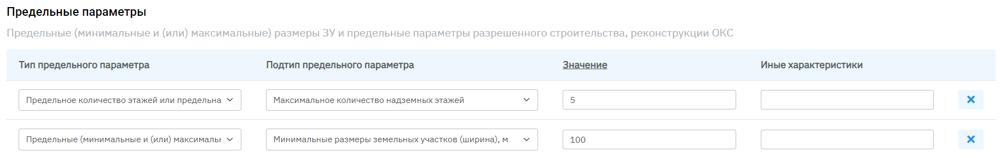 Предельные параметры
Предельные (минимальные и (или) максимальные) размеры ЗУ и предельные параметры разрешенного строительства, реконструкции ОКС
Тип предельного параметра Подтип предельного параметра Значение Иные характеристики
Предельное количество этажей или предельна Максимальное количество надземных этажей 5
Предельные (минимальные и (или) максимальн Минимальные размеры земельных участков (ширина), м 100